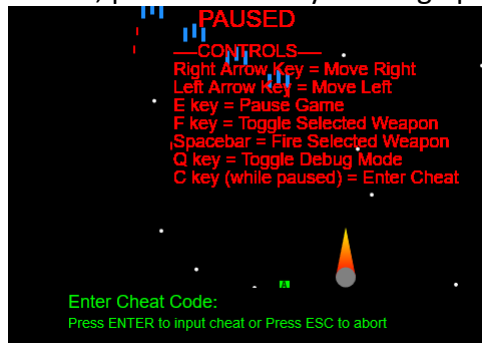 PAUSED
----CONTROLS----
Right Arrow Key = Move Right
Left Arrow Key = Move Left
E key = Pause Game
F key = Toggle Selected Weapon
Spacebar = Fire Selected Weapon
Q key = Toggle Debug Mode
C key (while paused) = Enter Cheat
A
Enter Cheat Code:
Press ENTER to input cheat or Press ESC to abort